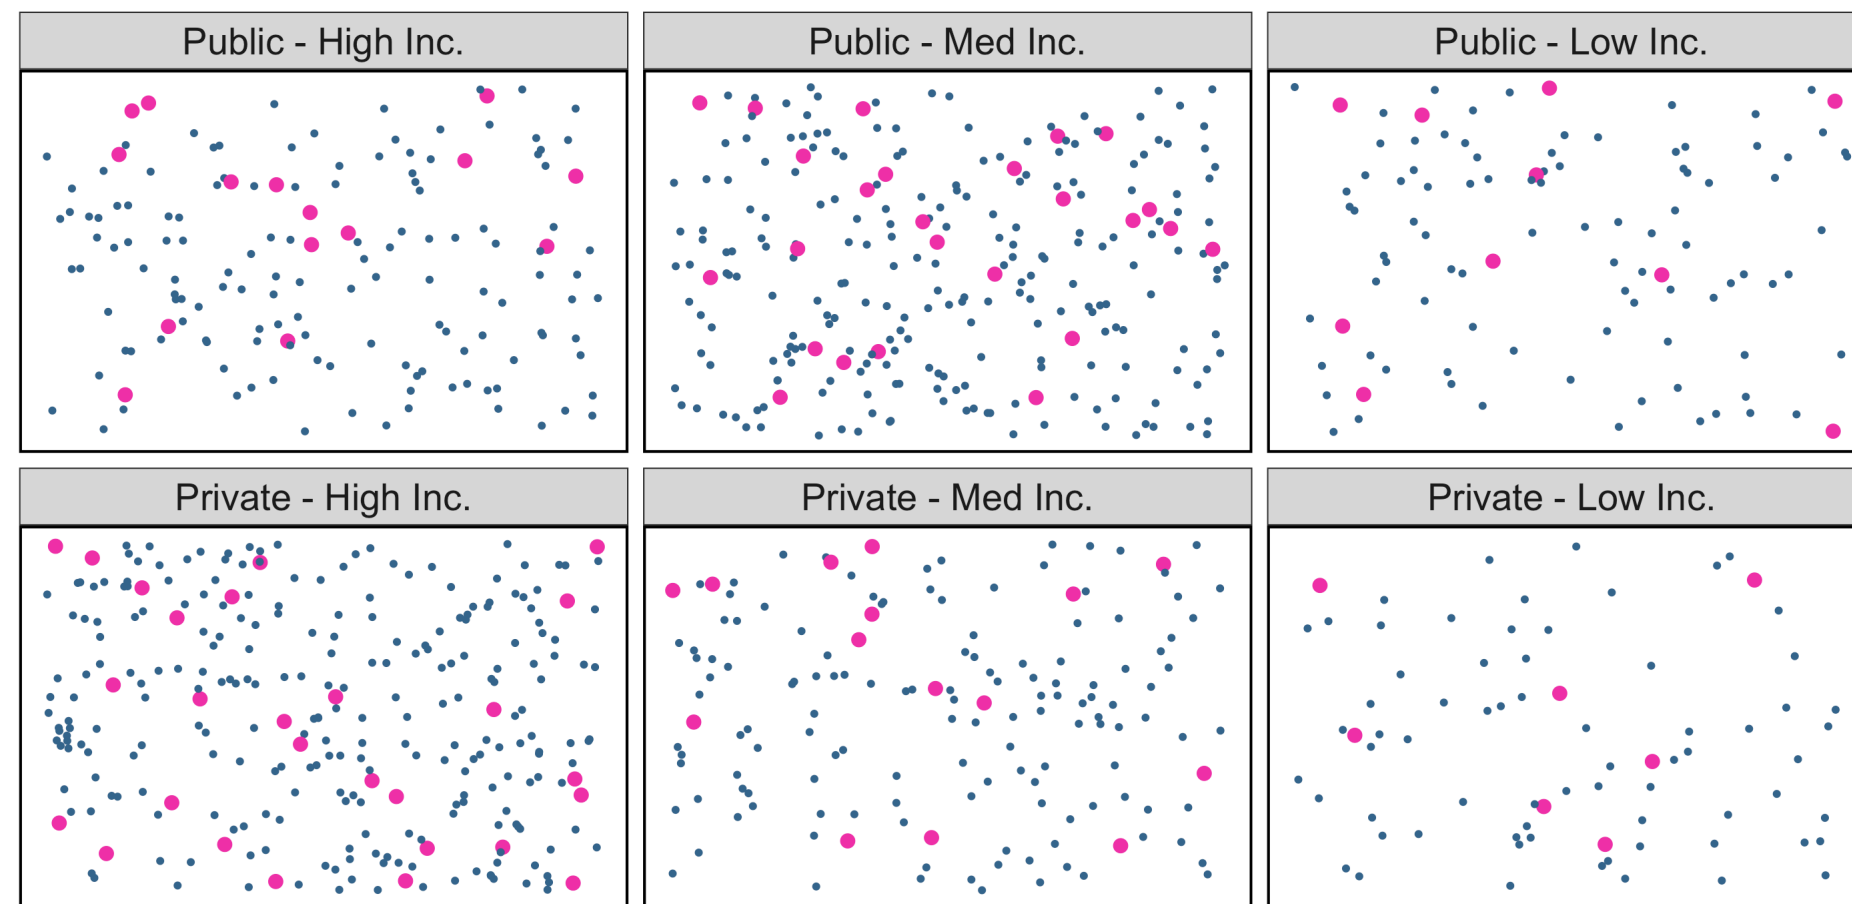 Public - High Inc.
Public - Med Inc.
Public - Low Inc.
Private - High Inc.
Private - Med Inc.
Private - Low Inc.